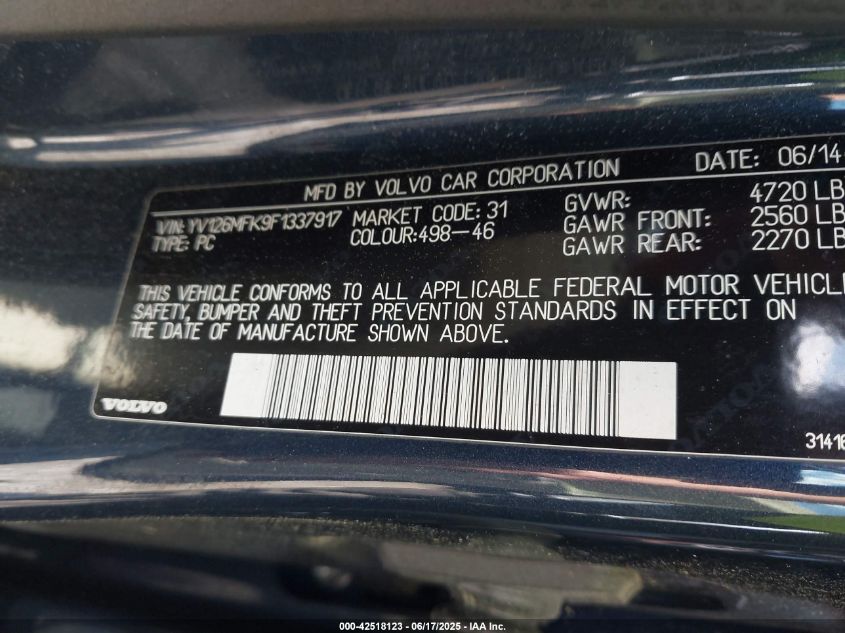 MFD BY VOLVO CAR CORPORATION DATE: 06/14
VIN: YV126MFK9F1337917 MARKET CODE: 31 GVWR: 4720 LB
TYPE: PC COLOUR:498-46 GAWR FRONT: 2560 LB
GAWR REAR: 2270 LB
THIS VEHICLE CONFORMS TO ALL APPLICABLE FEDERAL MOTOR VEHICLE
SAFETY, BUMPER AND THEFT PREVENTION STANDARDS IN EFFECT ON
THE DATE OF MANUFACTURE SHOWN ABOVE.
VOLVO
31416
000-42518123 - 06/17/2025 - IAA Inc.